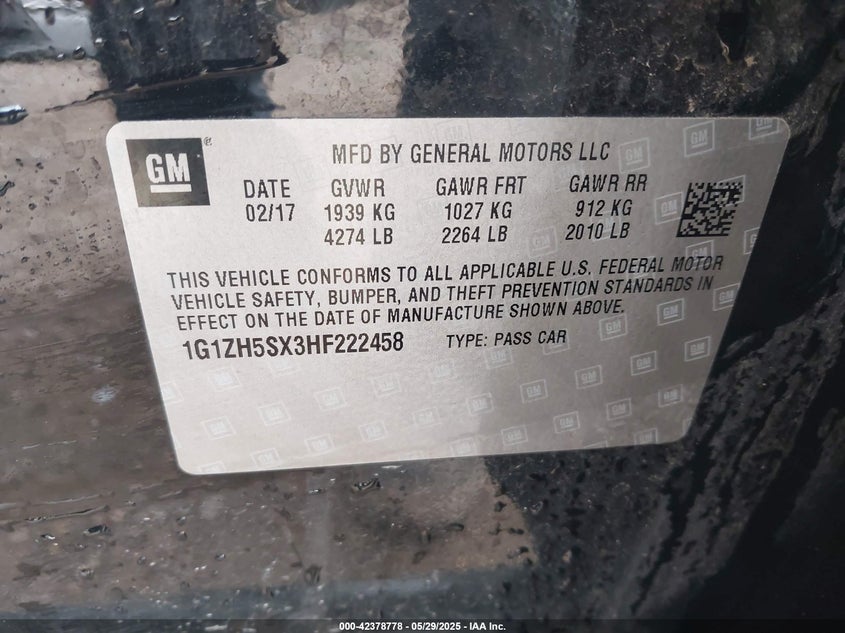 GM
MFD BY GENERAL MOTORS LLC
DATE GVWR GAWR FRT GAWR RR
02/17 1939 KG 1027 KG 912 KG
4274 LB 2264 LB 2010 LB
THIS VEHICLE CONFORMS TO ALL APPLICABLE U.S. FEDERAL MOTOR
VEHICLE SAFETY, BUMPER, AND THEFT PREVENTION STANDARDS IN
EFFECT ON THE DATE OF MANUFACTURE SHOWN ABOVE.
1G1ZH5SX3HF222458 TYPE: PASS CAR
000-42378778 - 05/29/2025 - IAA Inc.